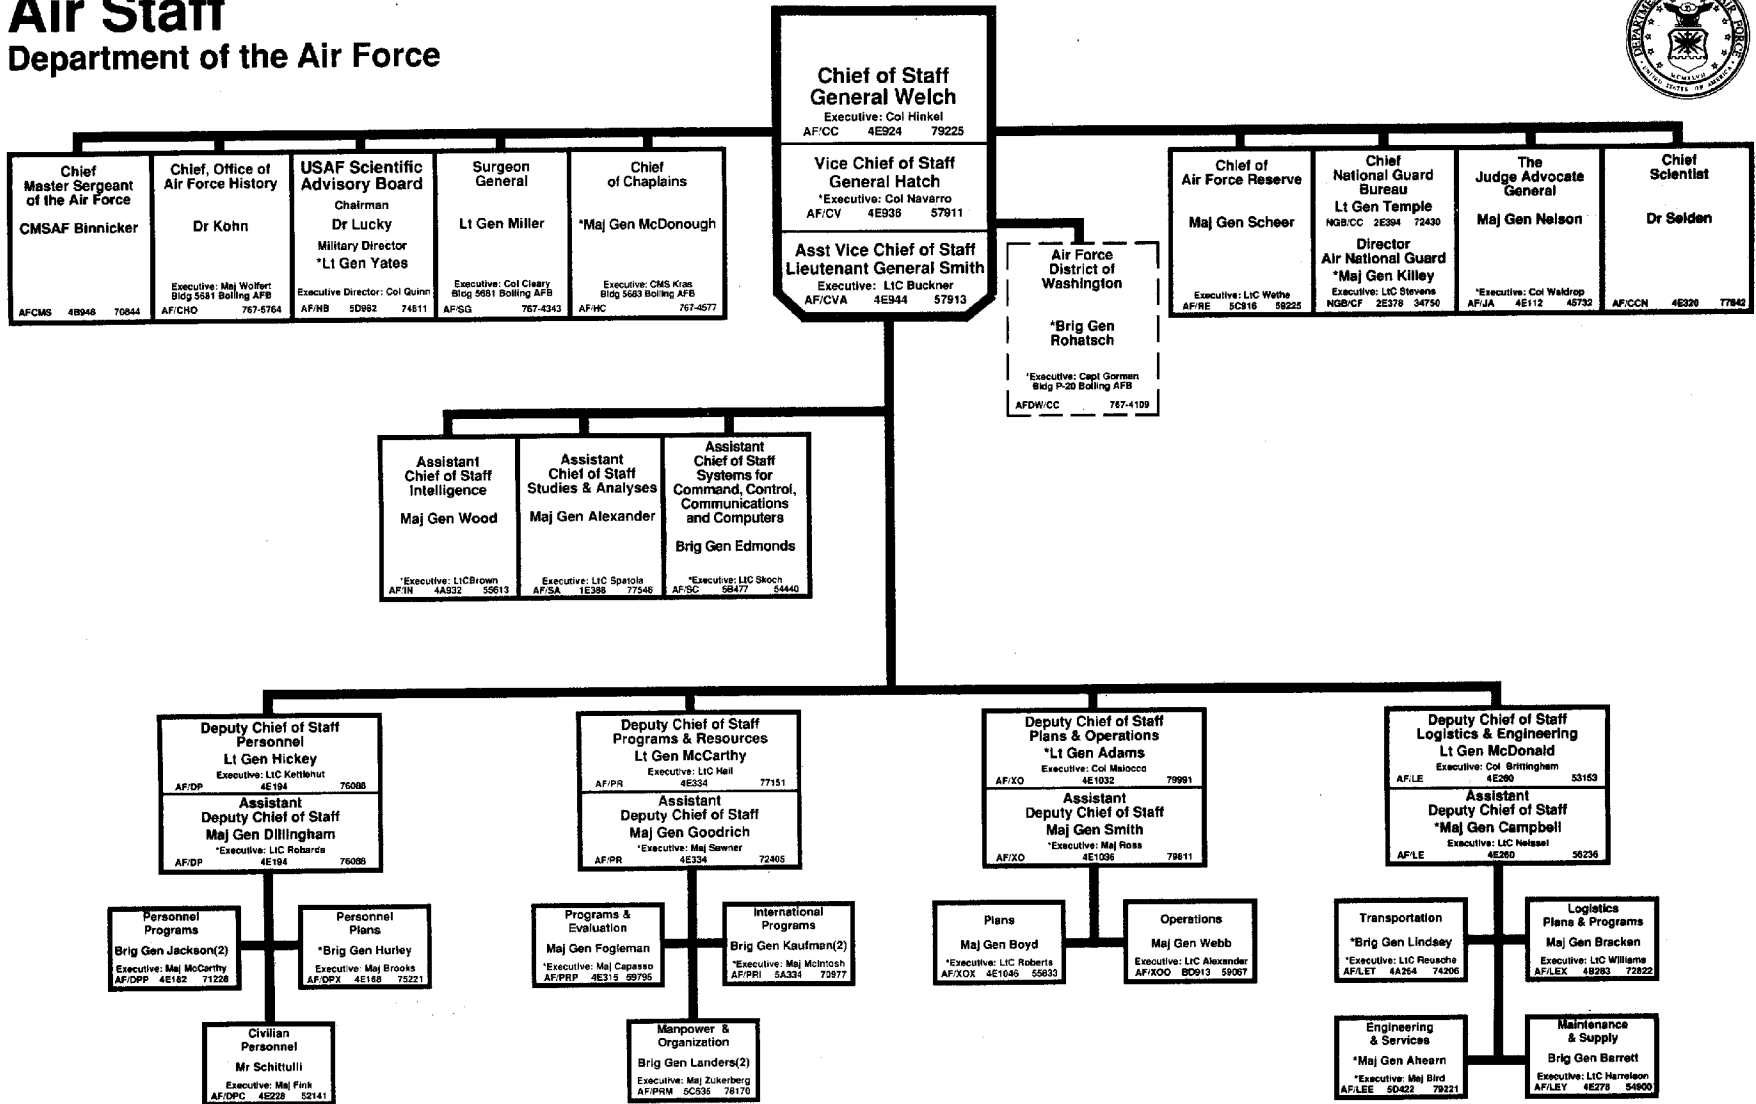 Air Staff
Department of the Air Force
Chief of Staff
General Welch
Executive: Col Hinkel
AF/CC 4E924 79225
Vice Chief of Staff
General Hatch
*Executive: Col Navarro
AF/CV 4E936 57911
Asst Vice Chief of Staff
Lieutenant General Smith
Executive: LtC Buckner
AF/CVA 4E944 57913
Chief
Master Sergeant
of the Air Force
CMSAF Binnicker
AFCMS 4B948 70844
Chief, Office of
Air Force History
Dr Kohn
Executive: Maj Wolfert
Bldg 5681 Bolling AFB
AF/CHO 767-5764
USAF Scientific
Advisory Board
Chairman
Dr Lucky
Military Director
*Lt Gen Yates
Executive Director: Col Quinn
AF/NB 5D982 74811
Surgeon
General
Lt Gen Miller
Executive: Col Cleary
Bldg 5681 Bolling AFB
AF/SG 767-4343
Chief
of Chaplains
*Maj Gen McDonough
Executive: CMS Kras
Bldg 5683 Bolling AFB
AF/HC 767-4577
Air Force
District of
Washington
*Brig Gen
Rohatsch
*Executive: Capt Gorman
Bldg P-20 Bolling AFB
AFDW/CC 767-4109
Chief of
Air Force Reserve
Maj Gen Scheer
Executive: LtC Wethe
AF/RE 5C916 59225
Chief
National Guard
Bureau
Lt Gen Temple
NGB/CC 2E394 72430
Director
Air National Guard
*Maj Gen Killey
Executive: LtC Stevens
NGB/CF 2E378 34750
The
Judge Advocate
General
Maj Gen Nelson
*Executive: Col Waldrop
AF/JA 4E112 45732
Chief
Scientist
Dr Selden
AF/CCN 4E320 77842
Assistant
Chief of Staff
Intelligence
Maj Gen Wood
*Executive: LtCBrown
AF/IN 4A932 55613
Assistant
Chief of Staff
Studies & Analyses
Maj Gen Alexander
Executive: LtC Spatola
AF/SA 1E388 77546
Assistant
Chief of Staff
Systems for
Command, Control,
Communications
and Computers
Brig Gen Edmonds
*Executive: LtC Skoch
AF/SC 5B477 54440
Deputy Chief of Staff
Personnel
Lt Gen Hickey
Executive: LtC Kettlehut
AF/DP 4E194 76088
Assistant
Deputy Chief of Staff
Maj Gen Dillingham
*Executive: LtC Robards
AF/DP 4E194 76088
Personnel
Programs
Brig Gen Jackson(2)
Executive: Maj McCarthy
AF/DPP 4E182 71228
Personnel
Plans
*Brig Gen Hurley
Executive: Maj Brooks
AF/DPX 4E168 75221
Civilian
Personnel
Mr Schittulli
Executive: Maj Fink
AF/DPC 4E228 52141
Deputy Chief of Staff
Programs & Resources
Lt Gen McCarthy
Executive: LtC Hall
AF/PR 4E334 77151
Assistant
Deputy Chief of Staff
Maj Gen Goodrich
*Executive: Maj Sawner
AF/PR 4E334 72405
Programs &
Evaluation
Maj Gen Fogleman
*Executive: Maj Capasso
AF/PRP 4E315 59795
International
Programs
Brig Gen Kaufman(2)
*Executive: Maj McIntosh
AF/PRI 5A334 70977
Manpower &
Organization
Brig Gen Landers(2)
Executive: Maj Zukerberg
AF/PRM 5C535 78170
Deputy Chief of Staff
Plans & Operations
*Lt Gen Adams
Executive: Col Maiocco
AF/XO 4E1032 79991
Assistant
Deputy Chief of Staff
Maj Gen Smith
*Executive: Maj Ross
AF/XO 4E1036 79811
Plans
Maj Gen Boyd
*Executive: LtC Roberts
AF/XOX 4E1046 55833
Operations
Maj Gen Webb
Executive: LtC Alexander
AF/XOO BD913 59067
Deputy Chief of Staff
Logistics & Engineering
Lt Gen McDonald
Executive: Col Brittingham
AF/LE 4E260 53153
Assistant
Deputy Chief of Staff
*Maj Gen Campbell
Executive: LtC Neissel
AF/LE 4E260 56236
Transportation
*Brig Gen Lindsey
*Executive: LtC Reusche
AF/LET 4A264 74206
Logistics
Plans & Programs
Maj Gen Bracken
Executive: LtC Williams
AF/LEX 4B283 72822
Engineering
& Services
*Maj Gen Ahearn
*Executive: Maj Bird
AF/LEE 5D422 79221
Maintenance
& Supply
Brig Gen Barrett
Executive: LtC Harrelson
AF/LEY 4E278 54900